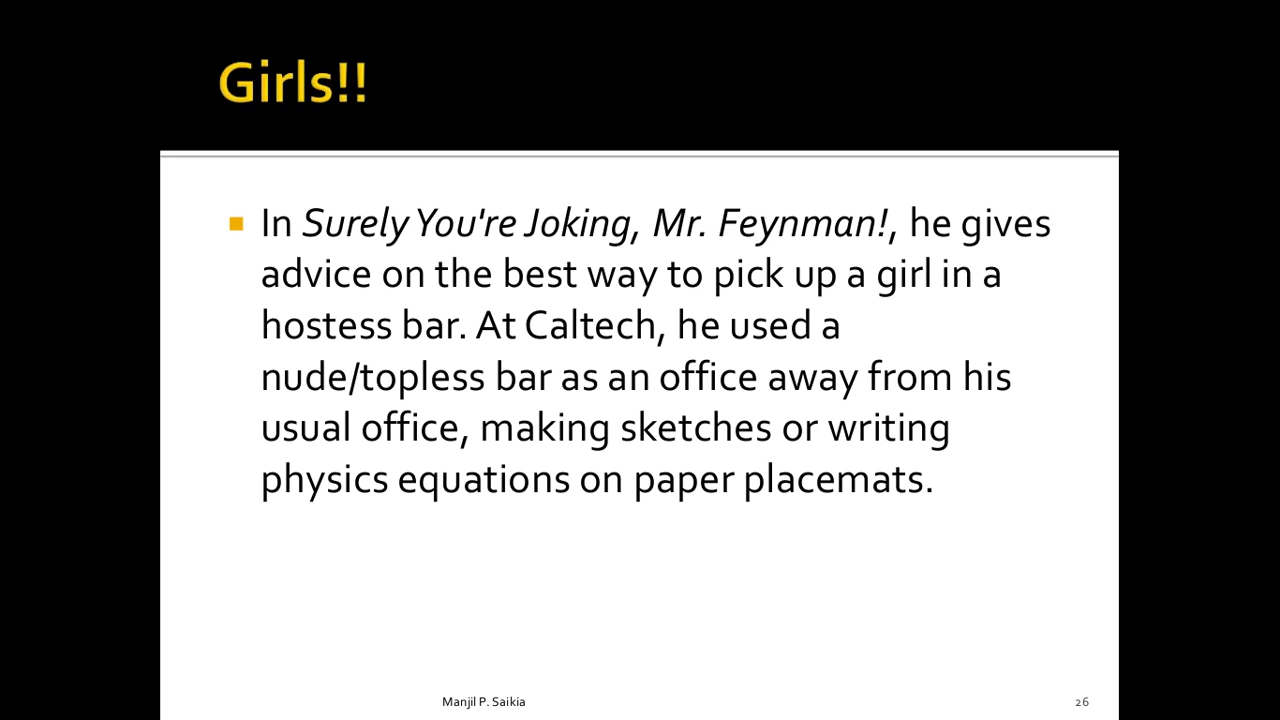 Girls!!
▪ In Surely You're Joking, Mr. Feynman!, he gives
advice on the best way to pick up a girl in a
hostess bar. At Caltech, he used a
nude/topless bar as an office away from his
usual office, making sketches or writing
physics equations on paper placemats.
Manjil P. Saikia
26